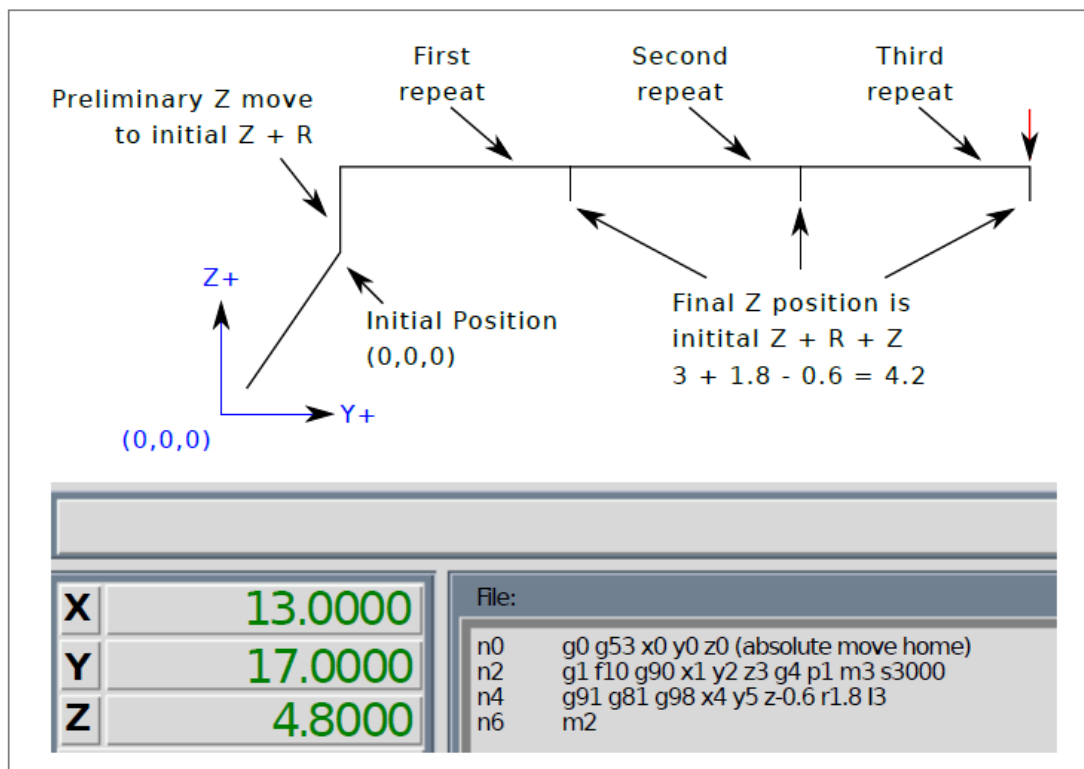 First
repeat
Second
repeat
Third
repeat
Preliminary Z move
to initial Z + R
Z+
Initial Position
(0,0,0)
Final Z position is
initital Z + R + Z
3 + 1.8 - 0.6 = 4.2
Y+
(0,0,0)
X 13.0000
Y 17.0000
Z 4.8000
File:
n0 g0 g53 x0 y0 z0 (absolute move home)
n2 g1 f10 g90 x1 y2 z3 g4 p1 m3 s3000
n4 g91 g81 g98 x4 y5 z-0.6 r1.8 l3
n6 m2